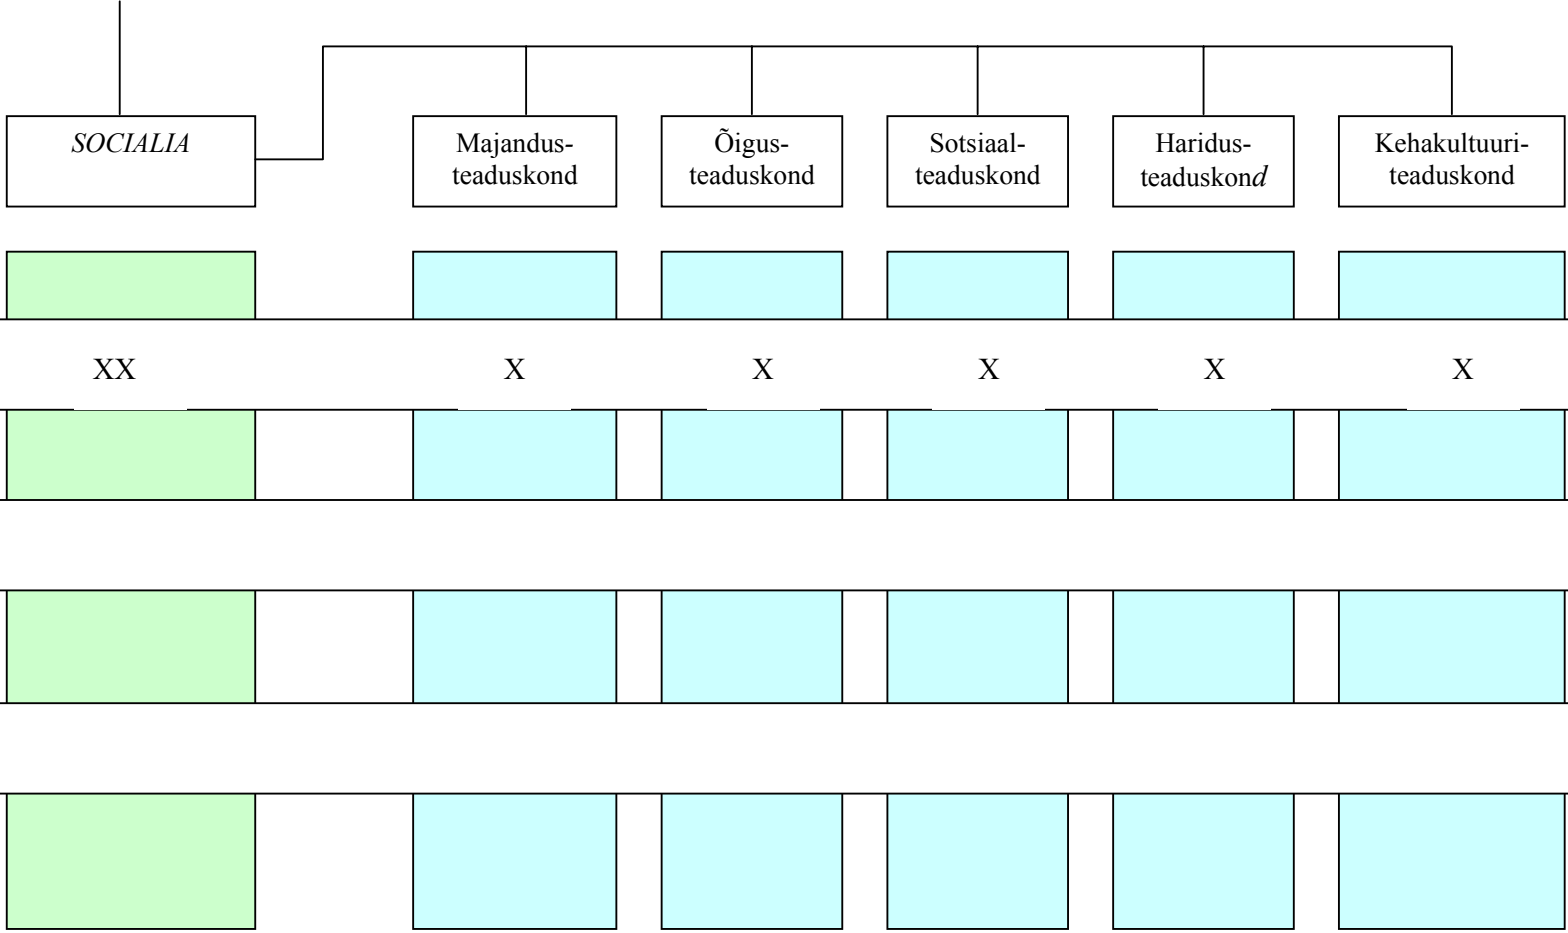 SOCIALIA
Majandus-
teaduskond
Õigus-
teaduskond
Sotsiaal-
teaduskond
Haridus-
teaduskond
Kehakultuuri-
teaduskond
XX X X X X X